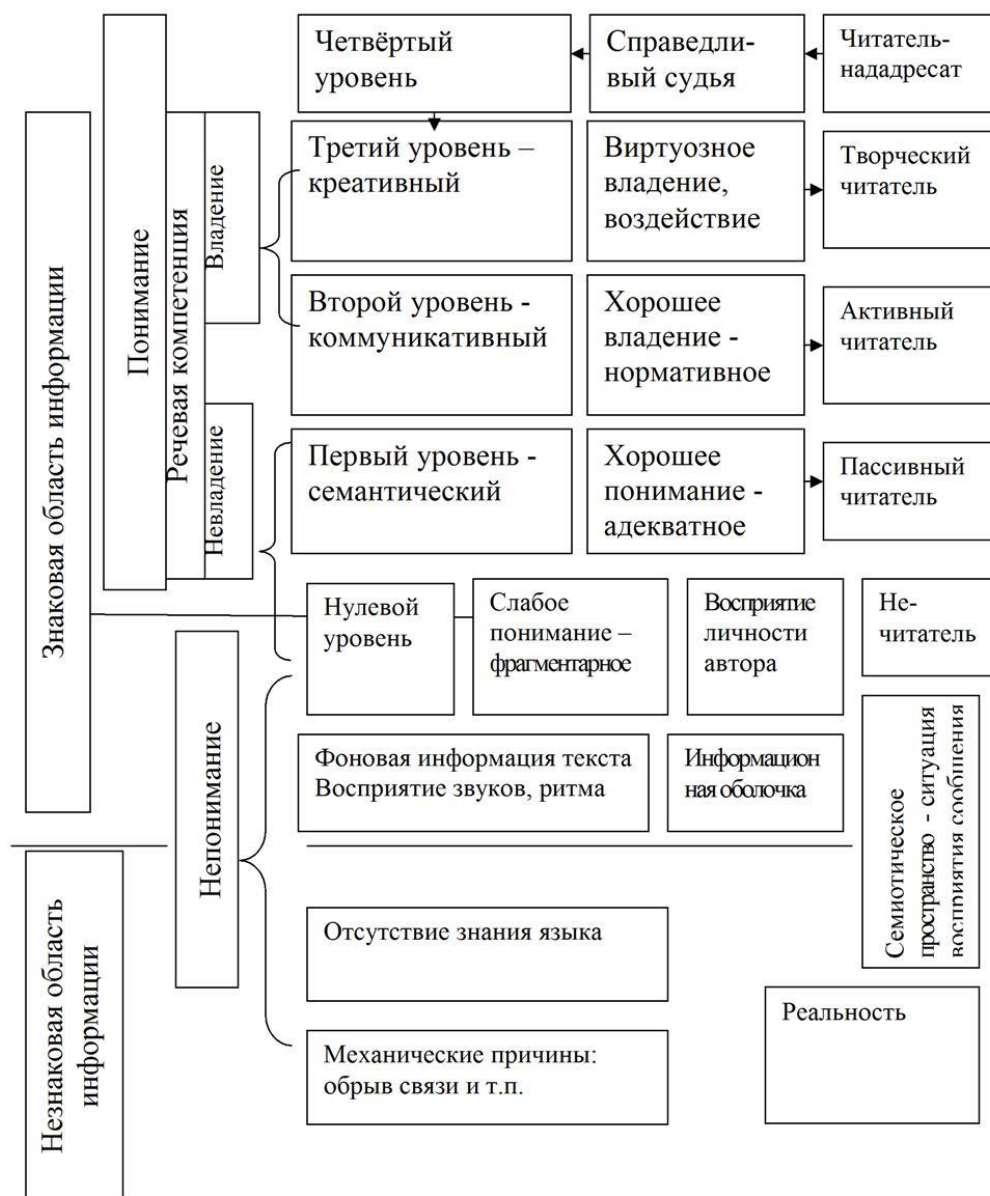 Четвёртый
уровень
Справедли-
вый судья
Читатель-
нададресат
Третий уровень –
креативный
Виртуозное
владение,
воздействие
Творческий
читатель
Второй уровень -
коммуникативный
Хорошее
владение -
нормативное
Активный
читатель
Первый уровень -
семантический
Хорошее
понимание -
адекватное
Пассивный
читатель
Нулевой
уровень
Слабое
понимание –
фрагментарное
Восприятие
личности
автора
Не-
читатель
Фоновая информация текста
Восприятие звуков, ритма
Информацион
ная оболочка
Семиотическое
пространство - ситуация
восприятия сообщения
Отсутствие знания языка
Механические причины:
обрыв связи и т.п.
Реальность
Знаковая область информации
Понимание
Речевая компетенция
Владение
Невладение
Непонимание
Незнаковая область
информации